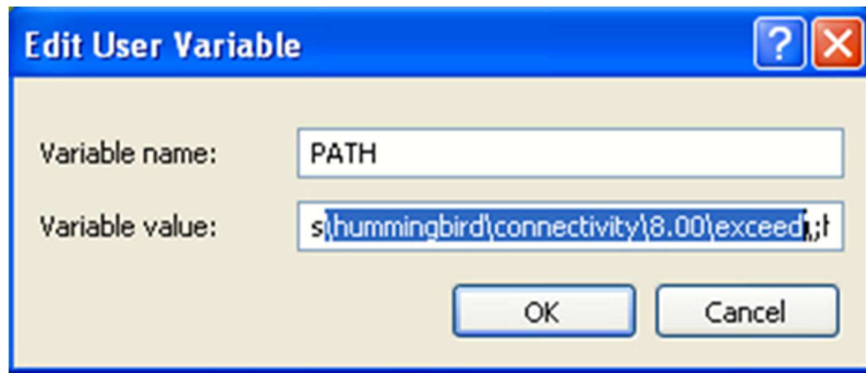 Edit User Variable
Variable name: PATH
Variable value: s\hummingbird\connectivity\8.00\exceed\;
OK Cancel